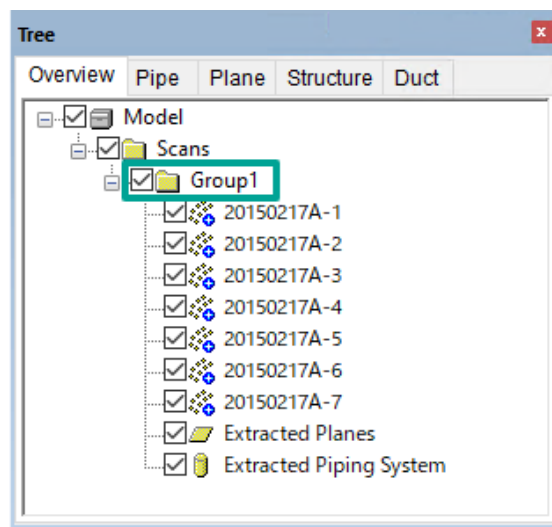 Tree
Overview Pipe Plane Structure Duct
Model
Scans
Group1
20150217A-1
20150217A-2
20150217A-3
20150217A-4
20150217A-5
20150217A-6
20150217A-7
Extracted Planes
Extracted Piping System